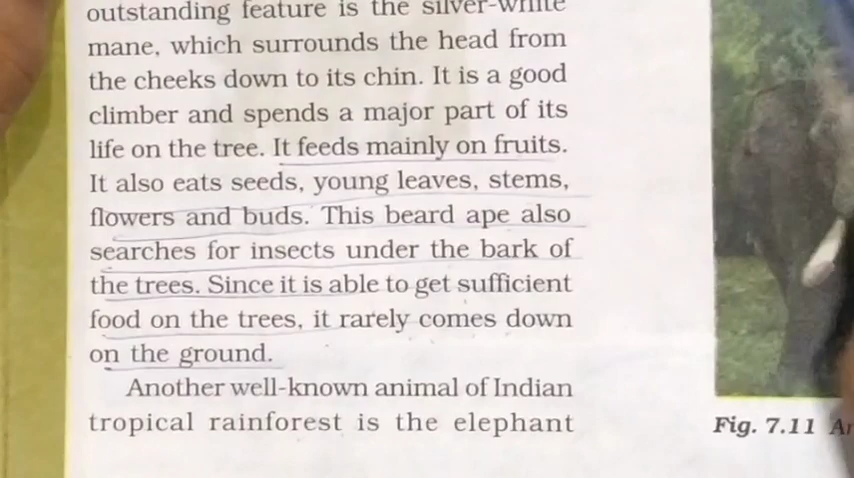 outstanding feature is the silver-white
mane, which surrounds the head from
the cheeks down to its chin. It is a good
climber and spends a major part of its
life on the tree. It feeds mainly on fruits.
It also eats seeds, young leaves, stems,
flowers and buds. This beard ape also
searches for insects under the bark of
the trees. Since it is able to get sufficient
food on the trees, it rarely comes down
on the ground.
Another well-known animal of Indian
tropical rainforest is the elephant
Fig. 7.11